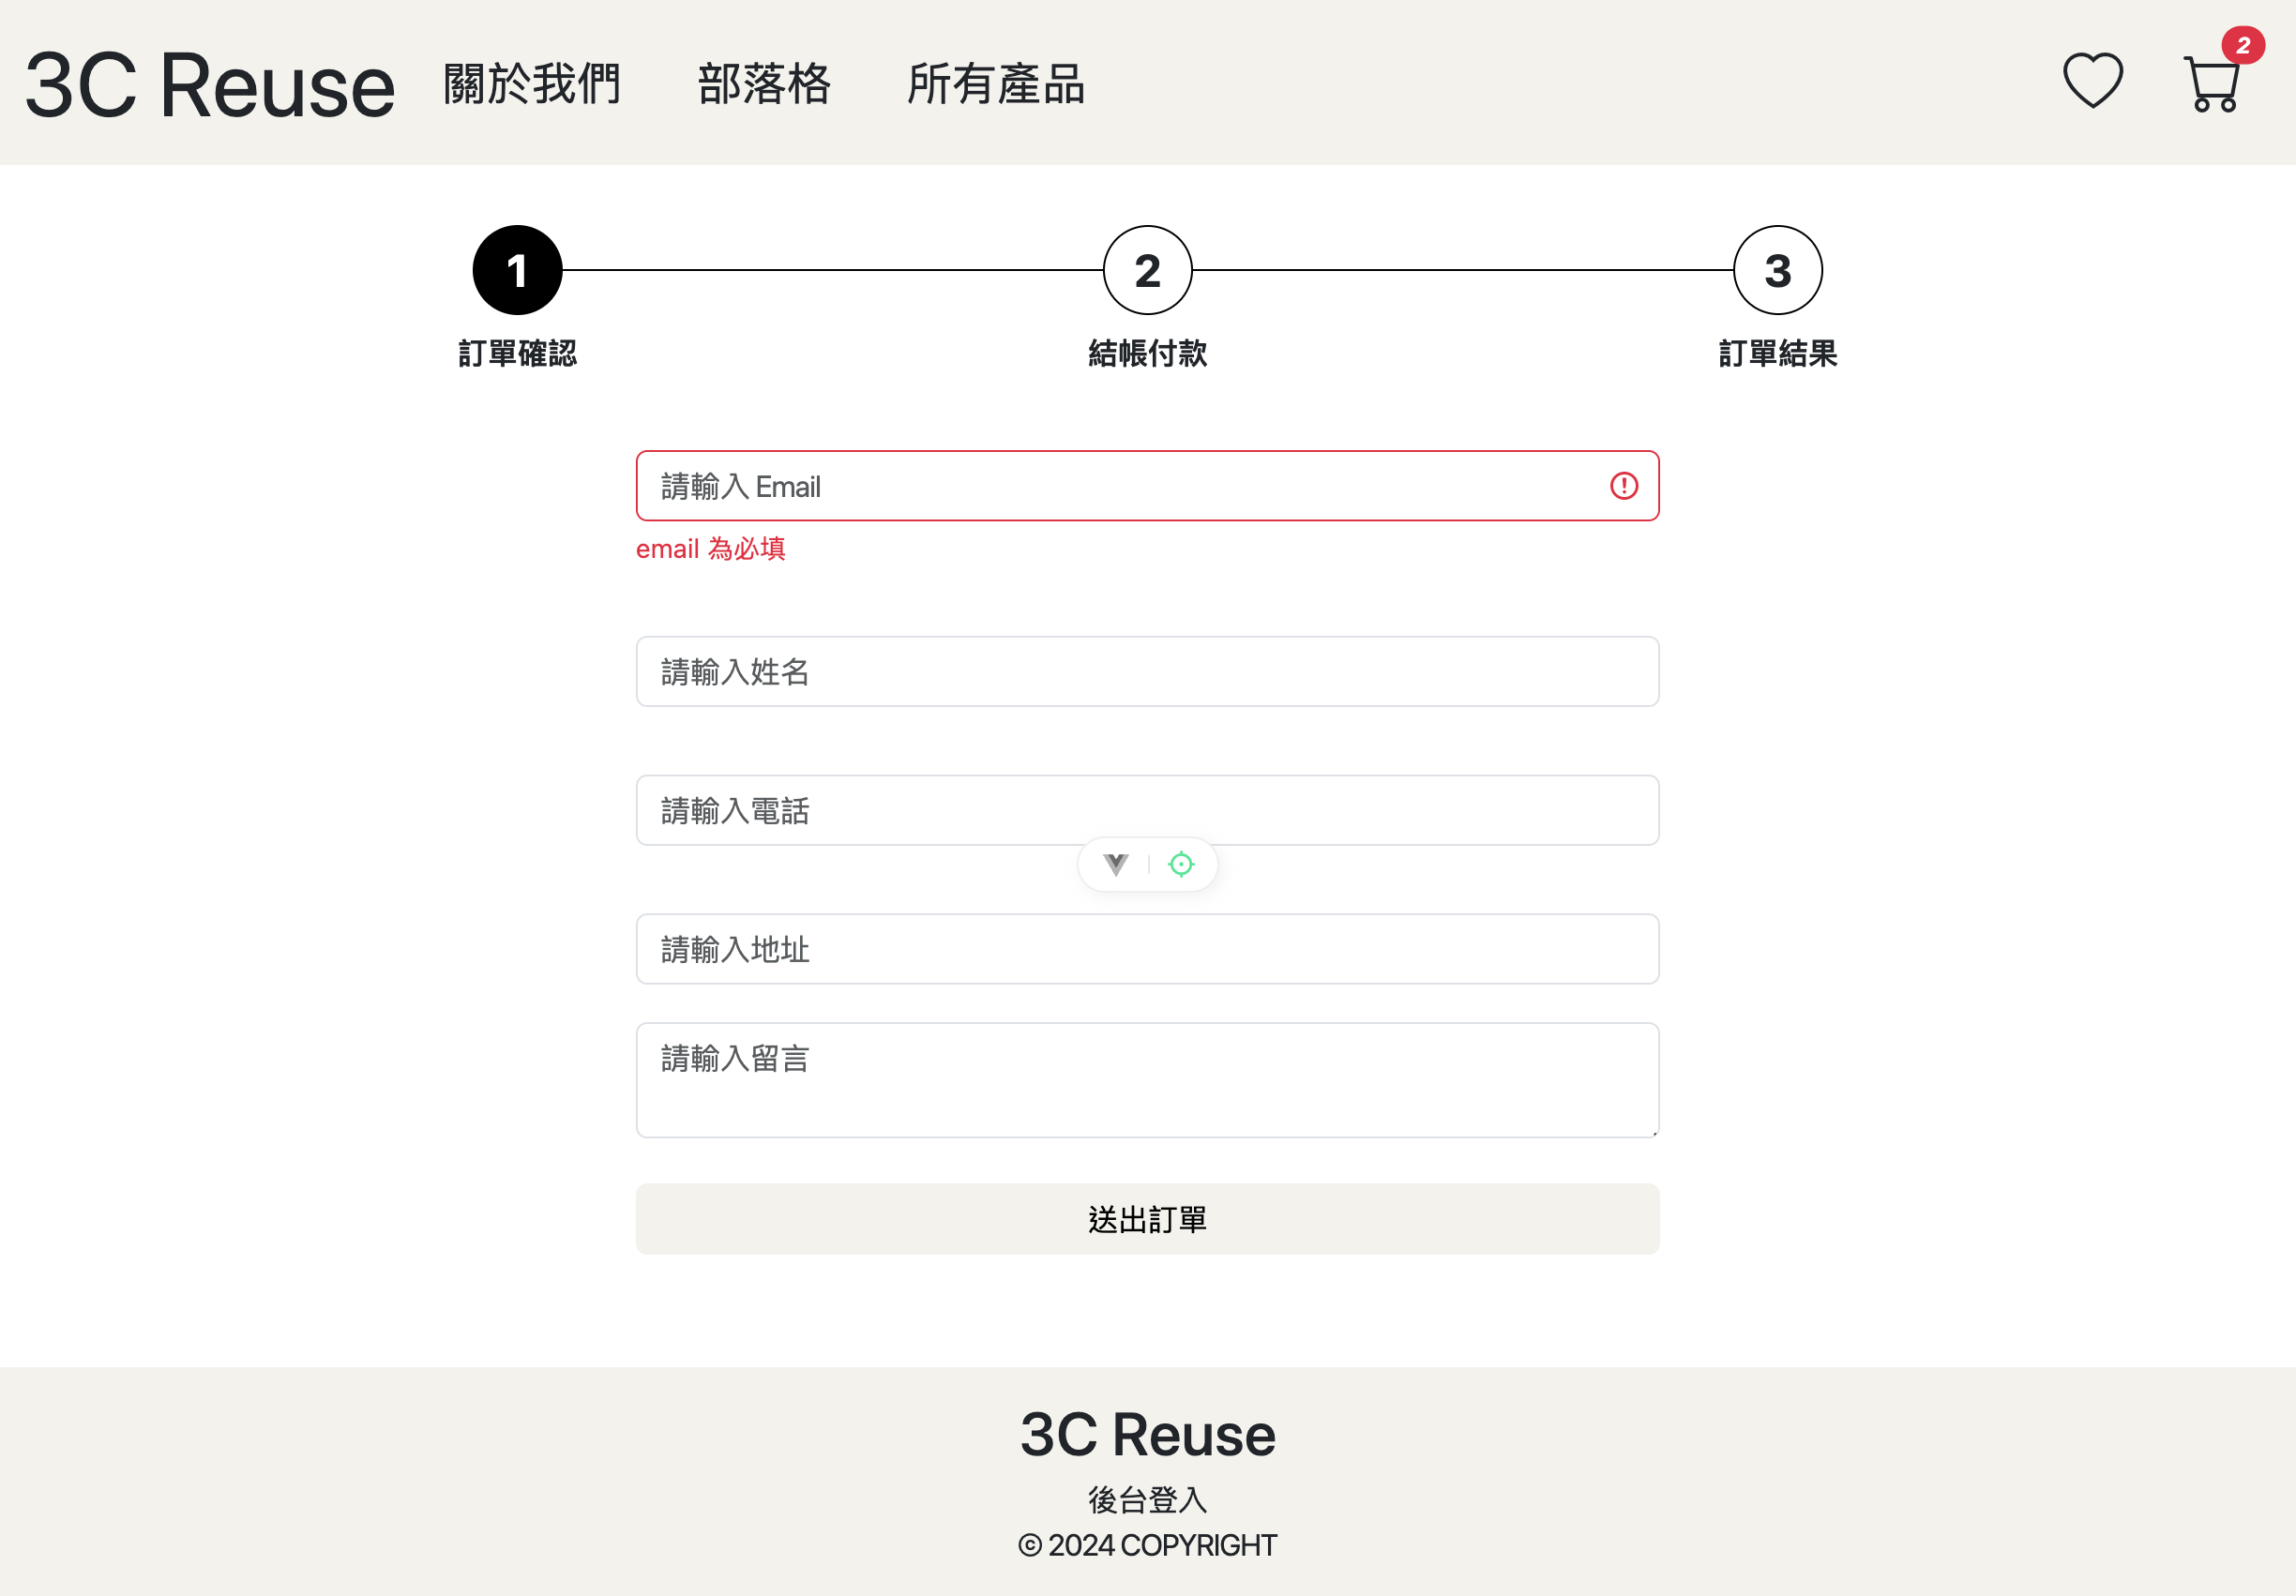 3C Reuse 關於我們 部落格 所有產品 2
1 2 3
訂單確認 結帳付款 訂單結果
請輸入 Email
email 為必填
請輸入姓名
請輸入電話
請輸入地址
請輸入留言
送出訂單
3C Reuse
後台登入
© 2024 COPYRIGHT